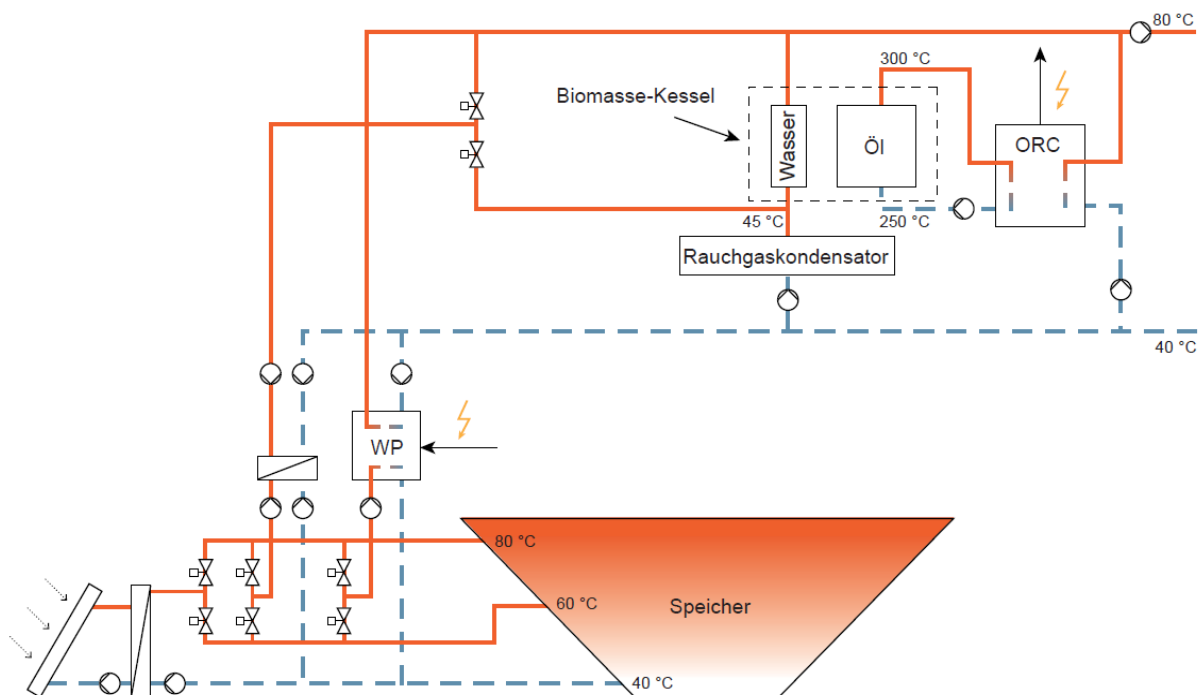 80 °C
300 °C
Biomasse-Kessel
Wasser
Öl
ORC
45 °C
250 °C
Rauchgaskondensator
40 °C
WP
80 °C
60 °C
Speicher
40 °C